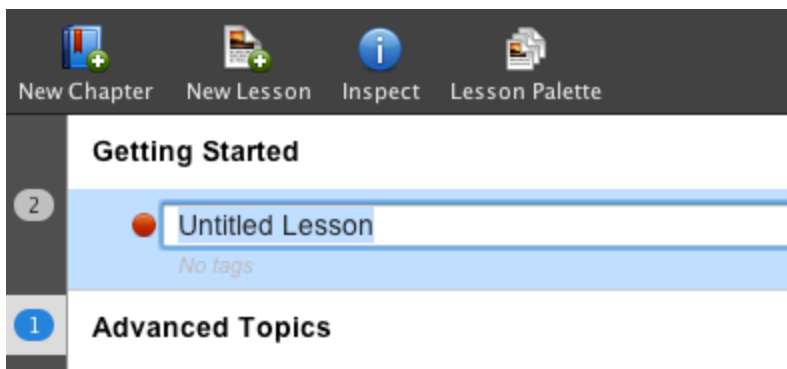 New Chapter New Lesson Inspect Lesson Palette
Getting Started
2
Untitled Lesson
No tags
1
Advanced Topics